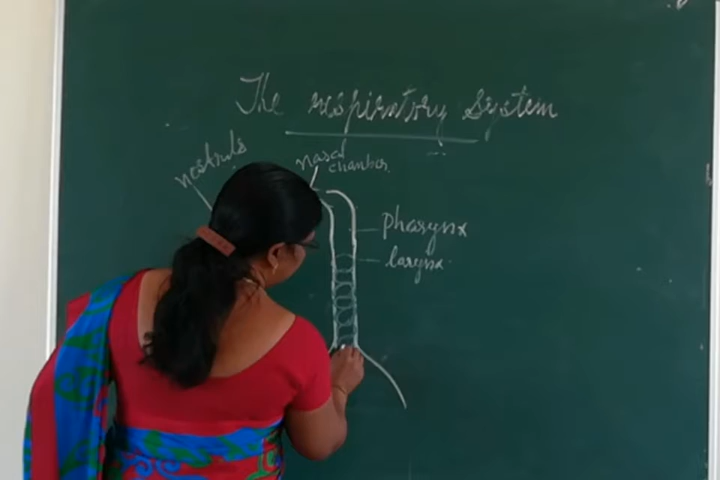 The respiratory system
nostrils
nasal
chamber
pharynx
larynx